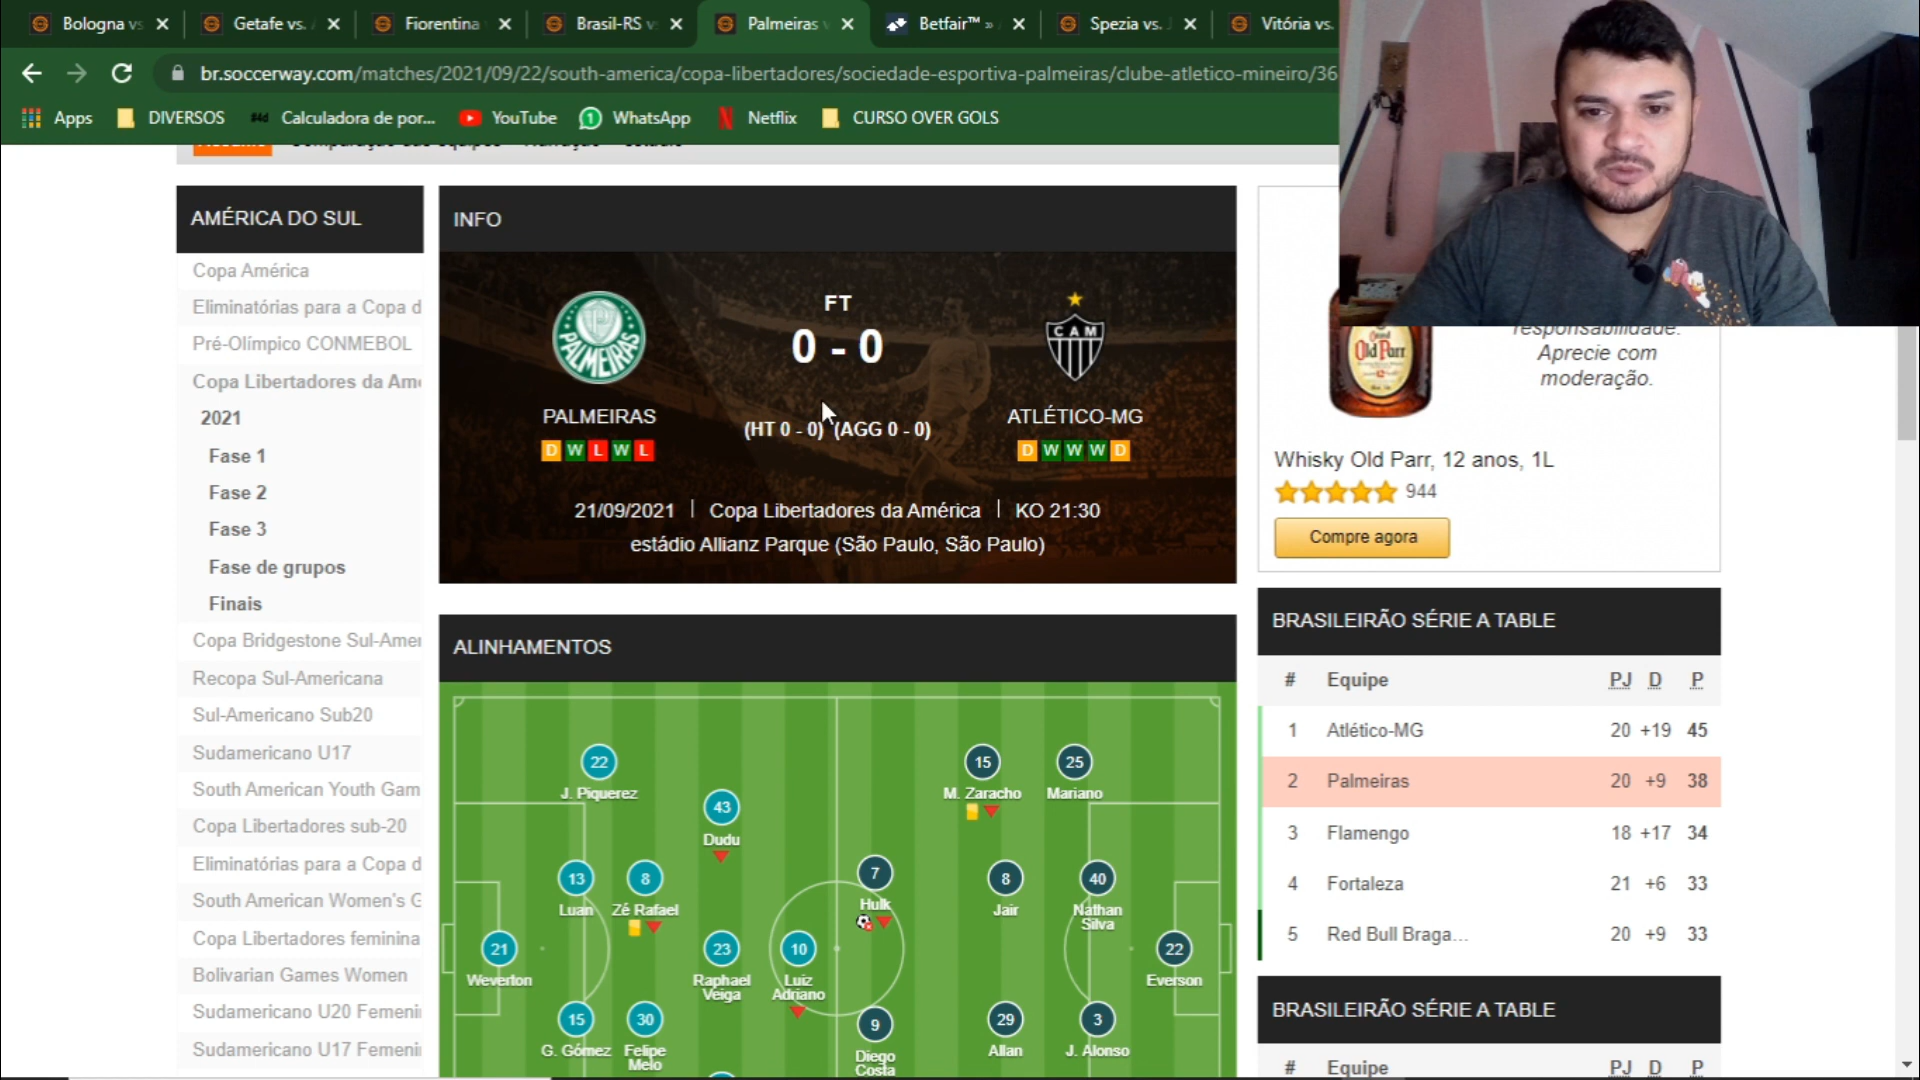 Bologna vs
Getafe vs.
Fiorentina
Brasil-RS v
Palmeiras v
Betfair™ »
Spezia vs.
Vitória vs.
br.soccerway.com/matches/2021/09/22/south-america/copa-libertadores/sociedade-esportiva-palmeiras/clube-atletico-mineiro/36
Apps
DIVERSOS
Calculadora de por...
YouTube
WhatsApp
Netflix
CURSO OVER GOLS
AMÉRICA DO SUL
Copa América
Eliminatórias para a Copa d
Pré-Olímpico CONMEBOL
Copa Libertadores da Am
2021
Fase 1
Fase 2
Fase 3
Fase de grupos
Finais
Copa Bridgestone Sul-Amer
Recopa Sul-Americana
Sul-Americano Sub20
Sudamericano U17
South American Youth Gam
Copa Libertadores sub-20
Eliminatórias para a Copa d
South American Women's G
Copa Libertadores feminina
Bolivarian Games Women
Sudamericano U20 Femeni
Sudamericano U17 Femeni
INFO
FT
0 - 0
PALMEIRAS
PALMEIRAS
D W L W L
(HT 0 - 0) (AGG 0 - 0)
CAM
ATLÉTICO-MG
D W W W D
21/09/2021 | Copa Libertadores da América | KO 21:30
estádio Allianz Parque (São Paulo, São Paulo)
ALINHAMENTOS
22
J. Piquerez
43
Dudu
13
Luan
8
Zé Rafael
21
Weverton
23
Raphael
Veiga
10
Luiz
Adriano
15
G. Gómez
30
Felipe
Melo
15
M. Zaracho
25
Mariano
7
Hulk
8
Jair
40
Nathan
Silva
22
Everson
9
Diego
Costa
29
Allan
3
J. Alonso
Old Parr
responsabilidade.
Aprecie com
moderação.
Whisky Old Parr, 12 anos, 1L
944
Compre agora
BRASILEIRÃO SÉRIE A TABLE
# Equipe PJ D P
1 Atlético-MG 20 +19 45
2 Palmeiras 20 +9 38
3 Flamengo 18 +17 34
4 Fortaleza 21 +6 33
5 Red Bull Braga... 20 +9 33
BRASILEIRÃO SÉRIE A TABLE
# Equipe PJ D P